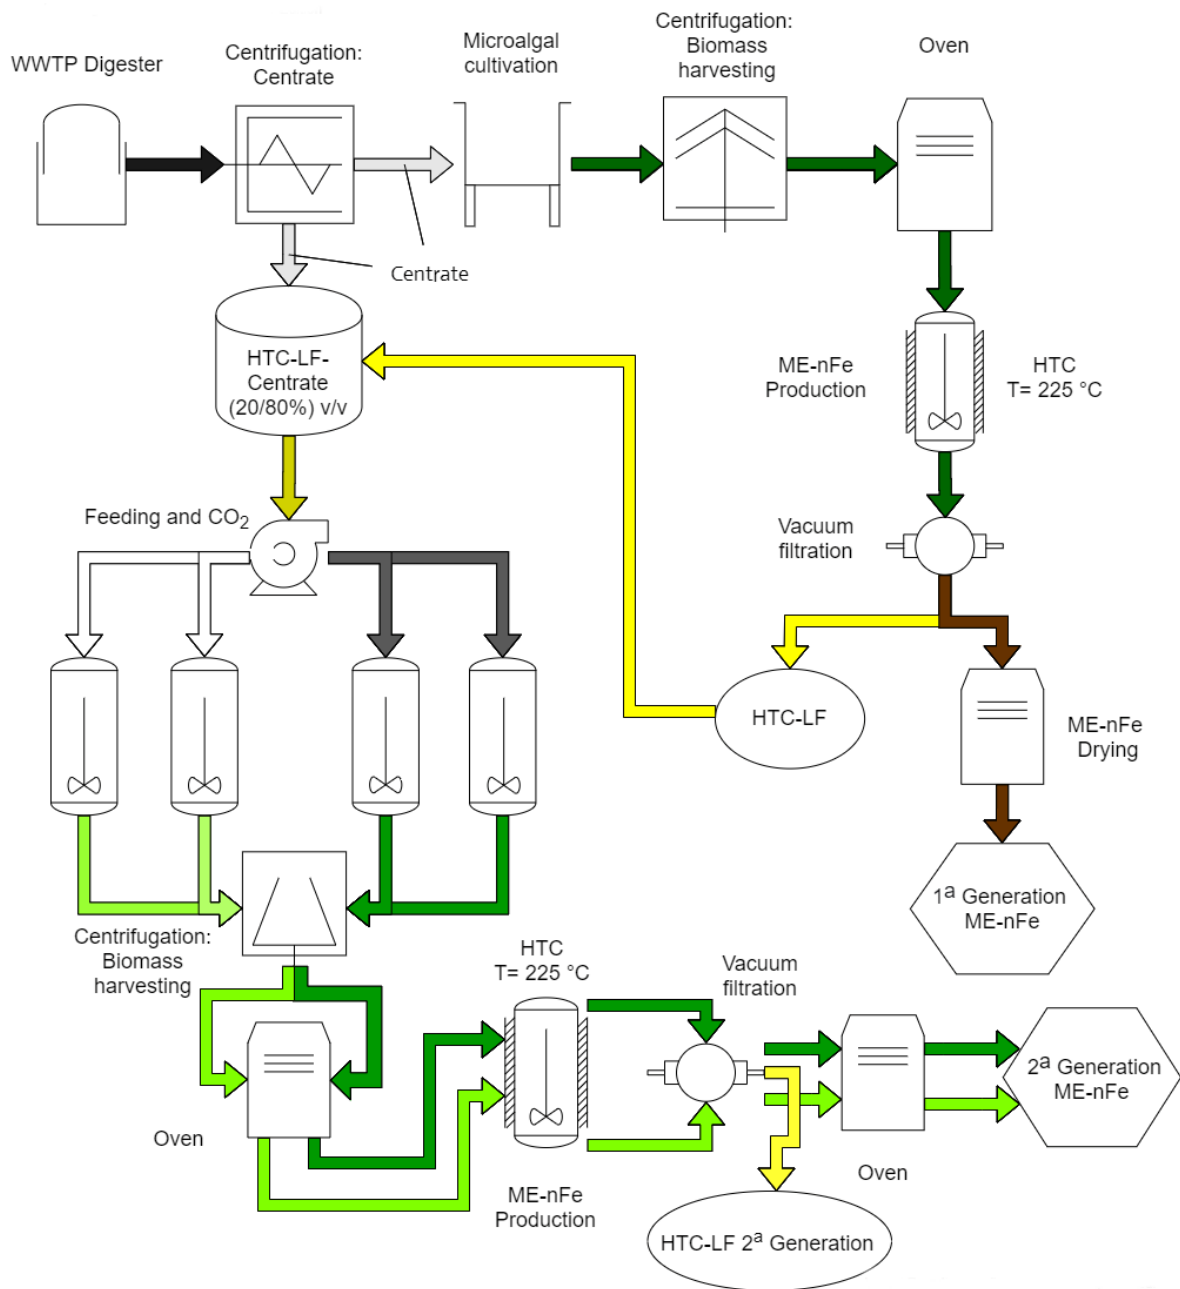 WWTP Digester
Centrifugation:
Centrate
Microalgal
cultivation
Centrifugation:
Biomass
harvesting
Oven
Centrate
HTC-LF-
Centrate
(20/80%) v/v
ME-nFe
Production
HTC
T= 225 °C
Feeding and CO₂
Vacuum
filtration
HTC-LF
ME-nFe
Drying
1ª Generation
ME-nFe
Centrifugation:
Biomass
harvesting
HTC
T= 225 °C
Vacuum
filtration
2ª Generation
ME-nFe
Oven
ME-nFe
Production
Oven
HTC-LF 2ª Generation